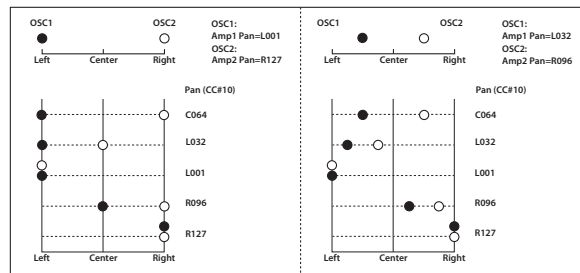 OSC1 OSC2
OSC1:
Amp1 Pan=L001
OSC2:
Amp2 Pan=R127
Left Center Right
Pan (CC#10)
C064
L032
L001
R096
R127
Left Center Right
OSC1 OSC2
OSC1:
Amp1 Pan=L032
OSC2:
Amp2 Pan=R096
Left Center Right
Pan (CC#10)
C064
L032
L001
R096
R127
Left Center Right